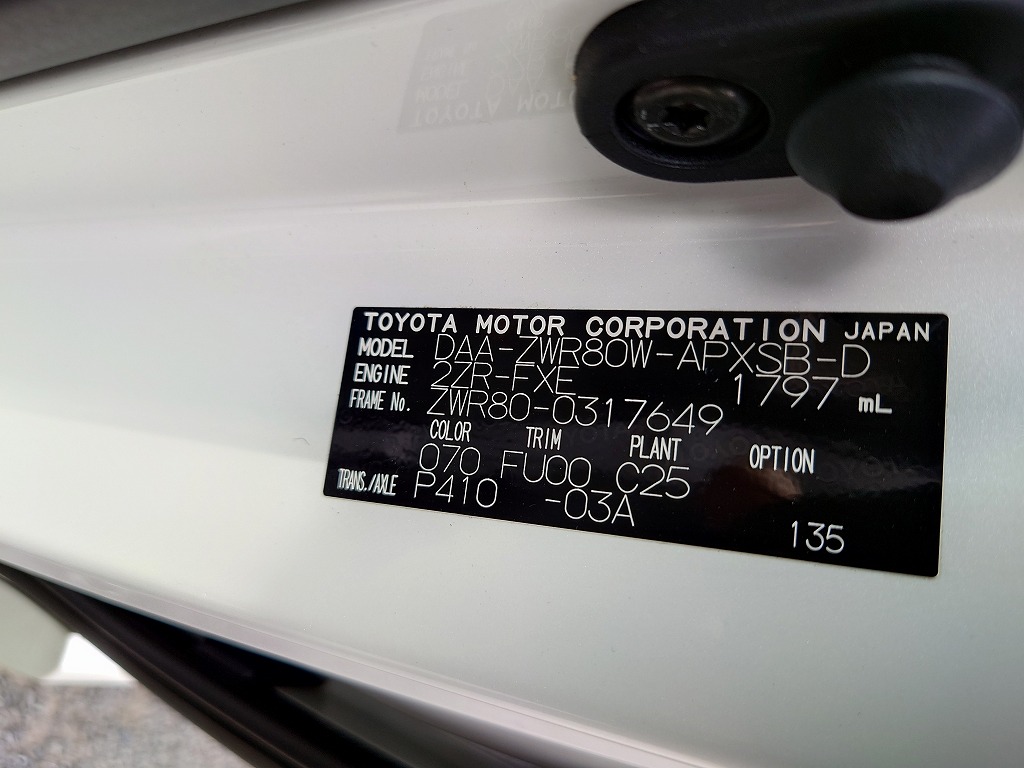 TOYOTA MOTOR CORPORATION JAPAN
MODEL DAA-ZWR80W-APXSB-D
ENGINE 2ZR-FXE 1797 mL
FRAME No. ZWR80-0317649
COLOR TRIM PLANT OPTION
070 FU00 C25
TRANS./AXLE P410 -03A
135